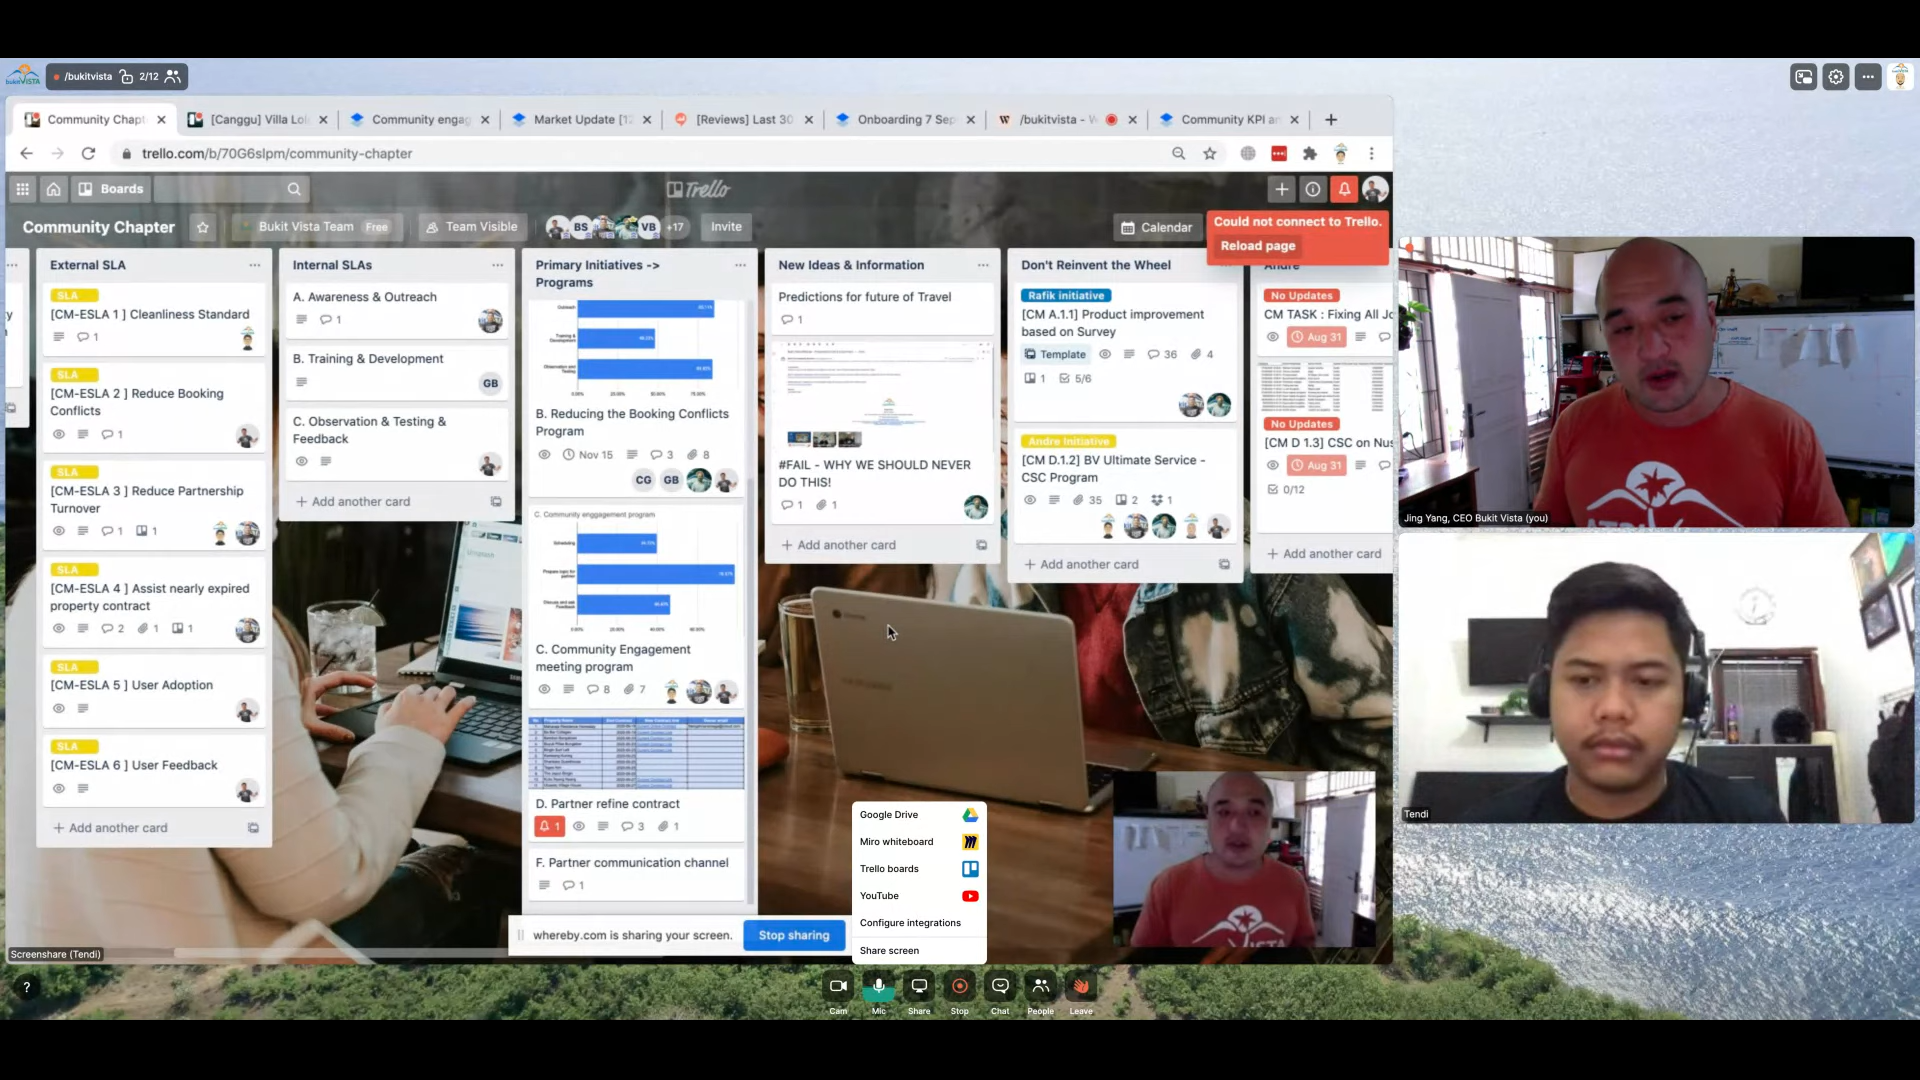 /bukitvista 2/12
Community Chapt
[Canggu] Villa Lo
Community engag
Market Update [1
[Reviews] Last 30
Onboarding 7 Sep
/bukitvista - W
Community KPI an
trello.com/b/70G6slpm/community-chapter
Boards
Trello
Community Chapter
Bukit Vista Team Free
Team Visible
BS
VB
+17
Invite
Calendar
Could not connect to Trello.
Reload page
External SLA
SLA
[CM-ESLA 1 ] Cleanliness Standard
1
SLA
[CM-ESLA 2 ] Reduce Booking
Conflicts
1
SLA
[CM-ESLA 3 ] Reduce Partnership
Turnover
1 1
SLA
[CM-ESLA 4 ] Assist nearly expired
property contract
2 1 1
SLA
[CM-ESLA 5 ] User Adoption
SLA
[CM-ESLA 6 ] User Feedback
+ Add another card
Internal SLAs
A. Awareness & Outreach
1
B. Training & Development
GB
C. Observation & Testing &
Feedback
+ Add another card
Primary Initiatives ->
Programs
B. Reducing the Booking Conflicts
Program
Nov 15 3 8
CG GB
C. Community enggagement program
C. Community Engagement
meeting program
8 7
D. Partner refine contract
1 3 1
F. Partner communication channel
1
New Ideas & Information
Predictions for future of Travel
1
#FAIL - WHY WE SHOULD NEVER
DO THIS!
1 1
+ Add another card
Don't Reinvent the Wheel
Rafik initiative
[CM A.1.1] Product improvement
based on Survey
Template 36 4
1 5/6
Andre Initiative
[CM D.1.2] BV Ultimate Service -
CSC Program
35 2 1
+ Add another card
Andre
No Updates
CM TASK : Fixing All Jo
Aug 31
No Updates
[CM D 1.3] CSC on Nus
Aug 31
0/12
+ Add another card
Google Drive
Miro whiteboard
Trello boards
YouTube
Configure integrations
Share screen
whereby.com is sharing your screen.
Stop sharing
Screenshare (Tendi)
Jing Yang, CEO Bukit Vista (you)
Tendi
?
Cam
Mic
Share
Stop
Chat
People
Leave